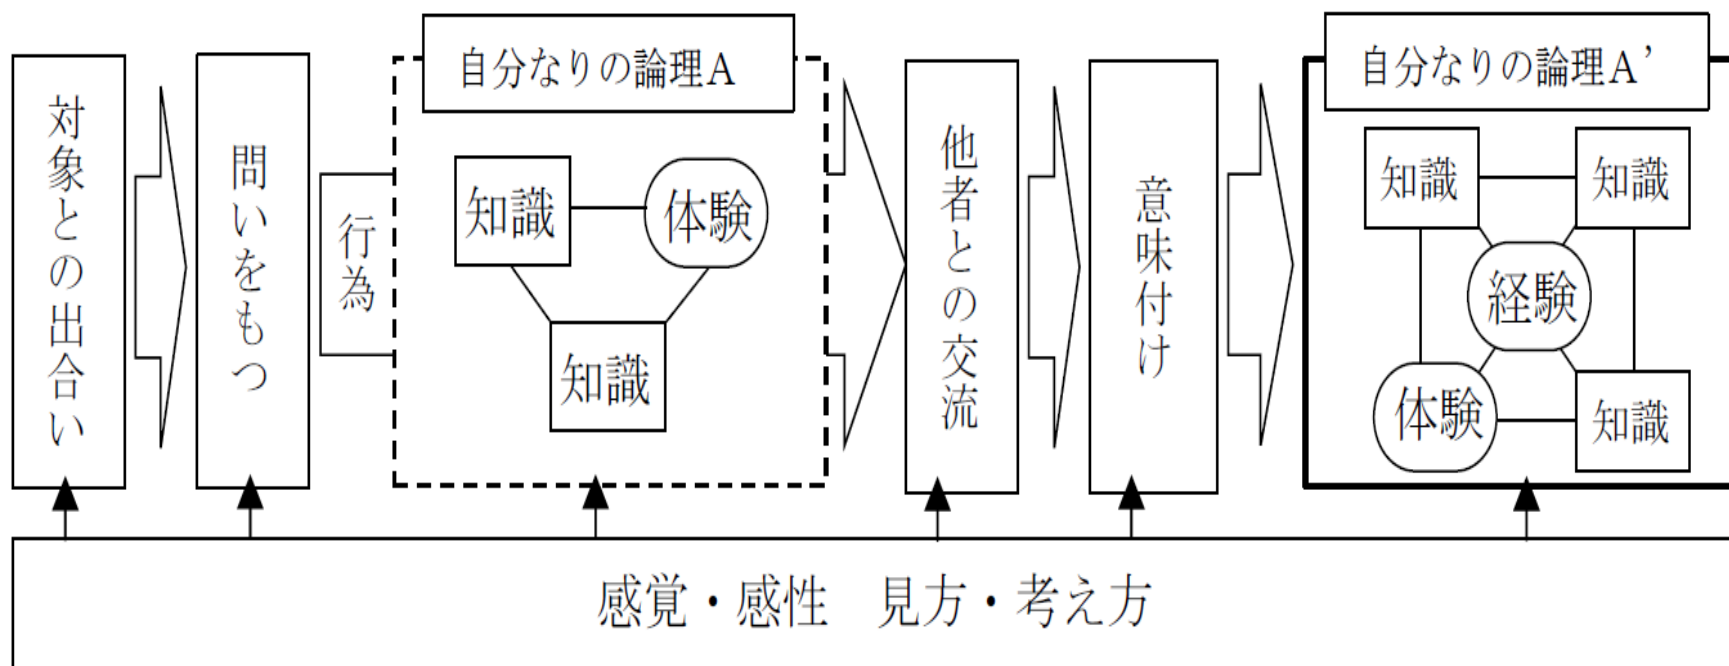 対象との出合い
問いをもつ
行為
自分なりの論理A
知識
体験
知識
他者との交流
意味付け
自分なりの論理A’
知識
知識
経験
体験
知識
感覚・感性　見方・考え方